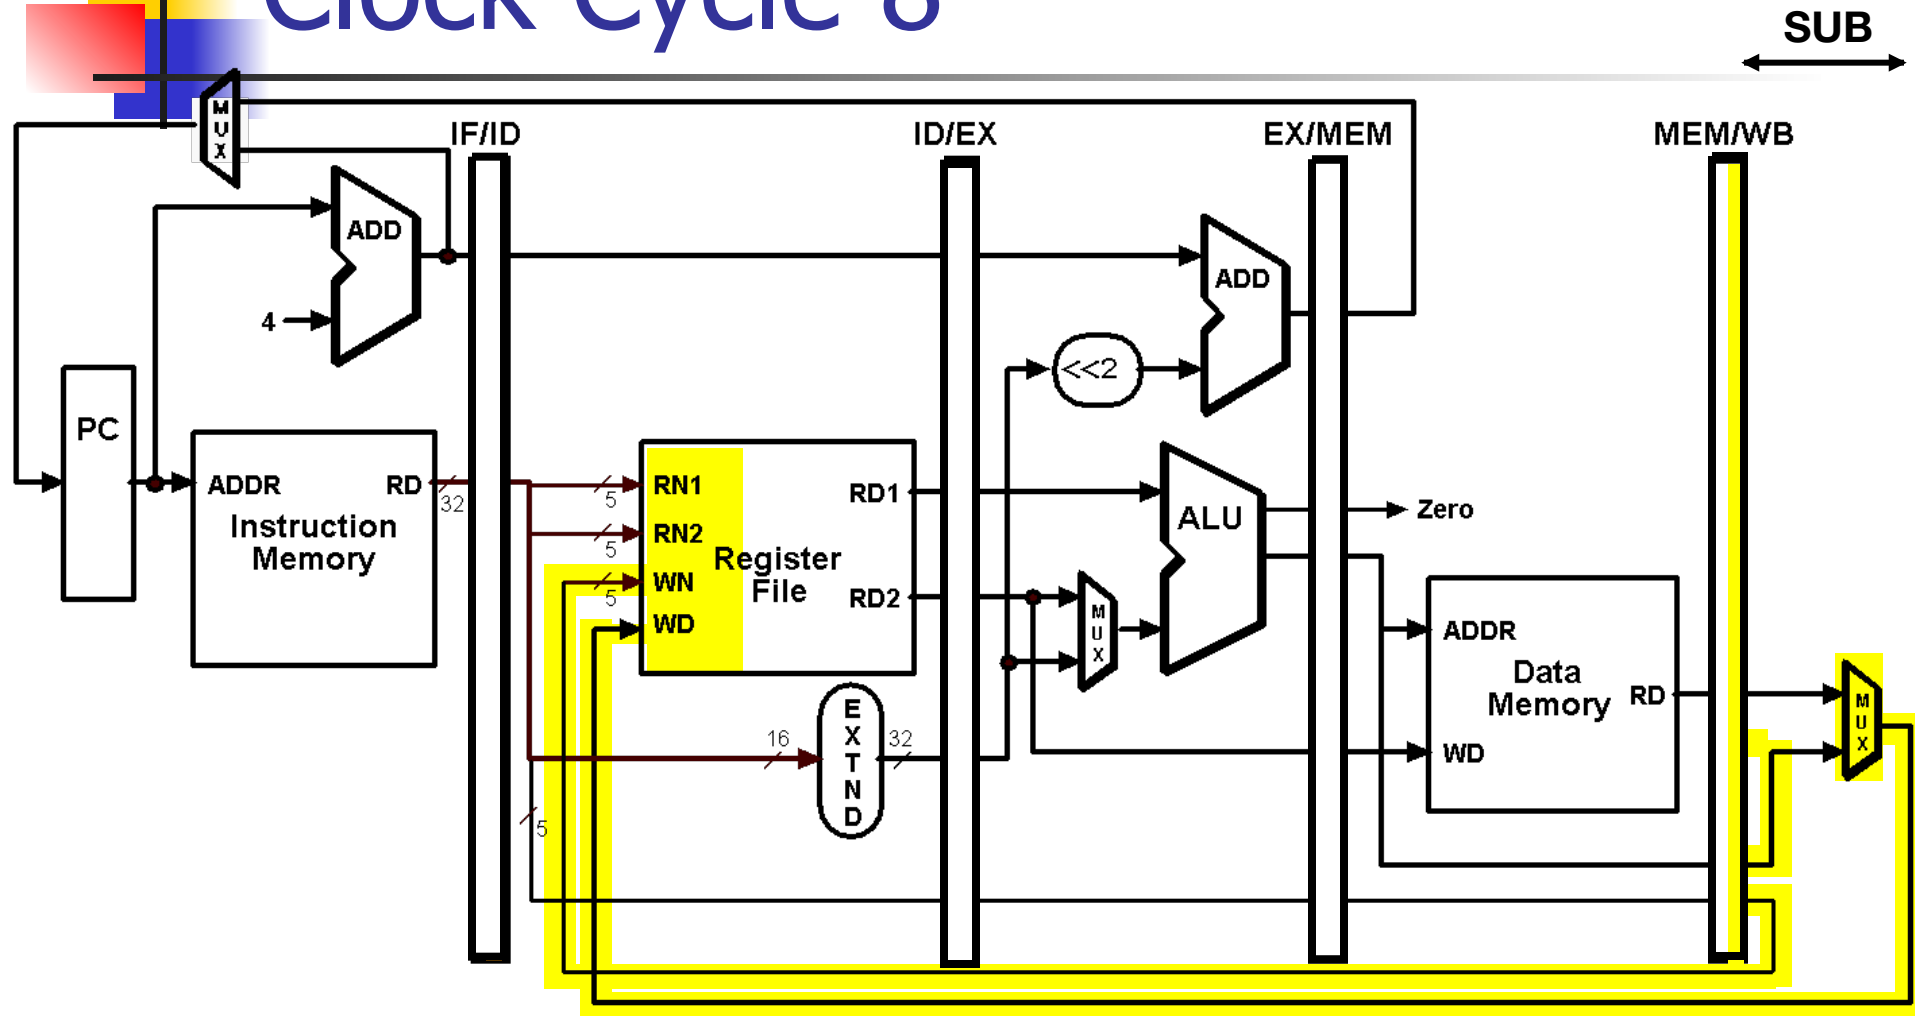 Clock Cycle 8
SUB
MUX
IF/ID
ID/EX
EX/MEM
MEM/WB
ADD
ADD
4
<<2
PC
ADDR
RD
32
Instruction
Memory
5
RN1
5
RN2
5
WN
WD
Register
File
RD1
RD2
ALU
Zero
MUX
ADDR
Data
Memory
RD
WD
MUX
16
EXTND
32
5